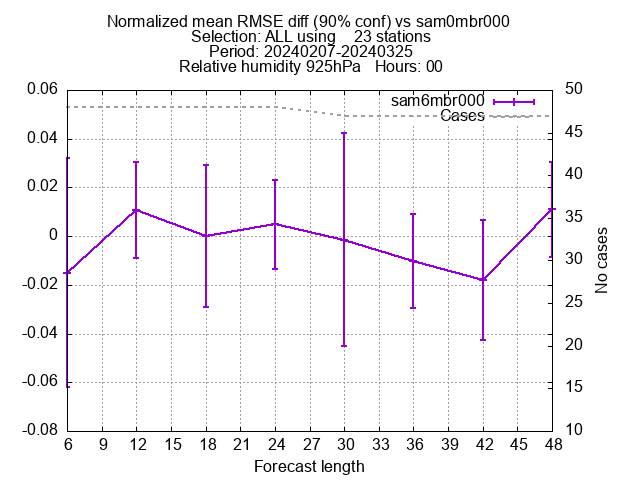 Normalized mean RMSE diff (90% conf) vs sam0mbr000
Selection: ALL using    23 stations
Period: 20240207-20240325
Relative humidity 925hPa   Hours: 00
0.06
0.04
0.02
0
-0.02
-0.04
-0.06
-0.08
sam6mbr000
Cases
50
45
40
35
30
25
20
15
10
No cases
6 12 15 18 21 24 27 30 33 36 39 42 45 48
9
Forecast length